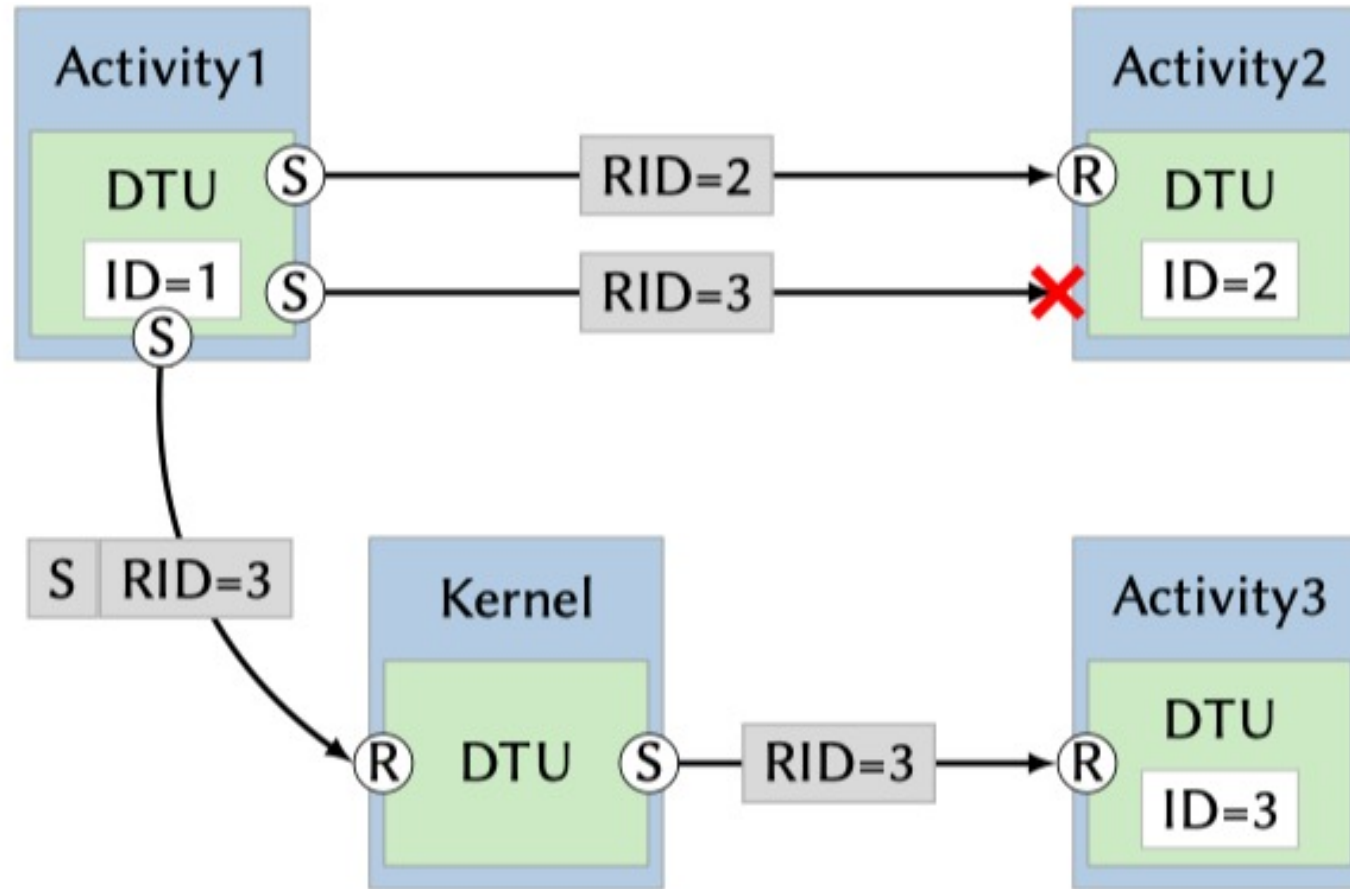 Activity1
DTU
ID=1
S
S
S
RID=2
RID=3
R
Activity2
DTU
ID=2
S RID=3
Kernel
R
DTU
S
RID=3
R
Activity3
DTU
ID=3